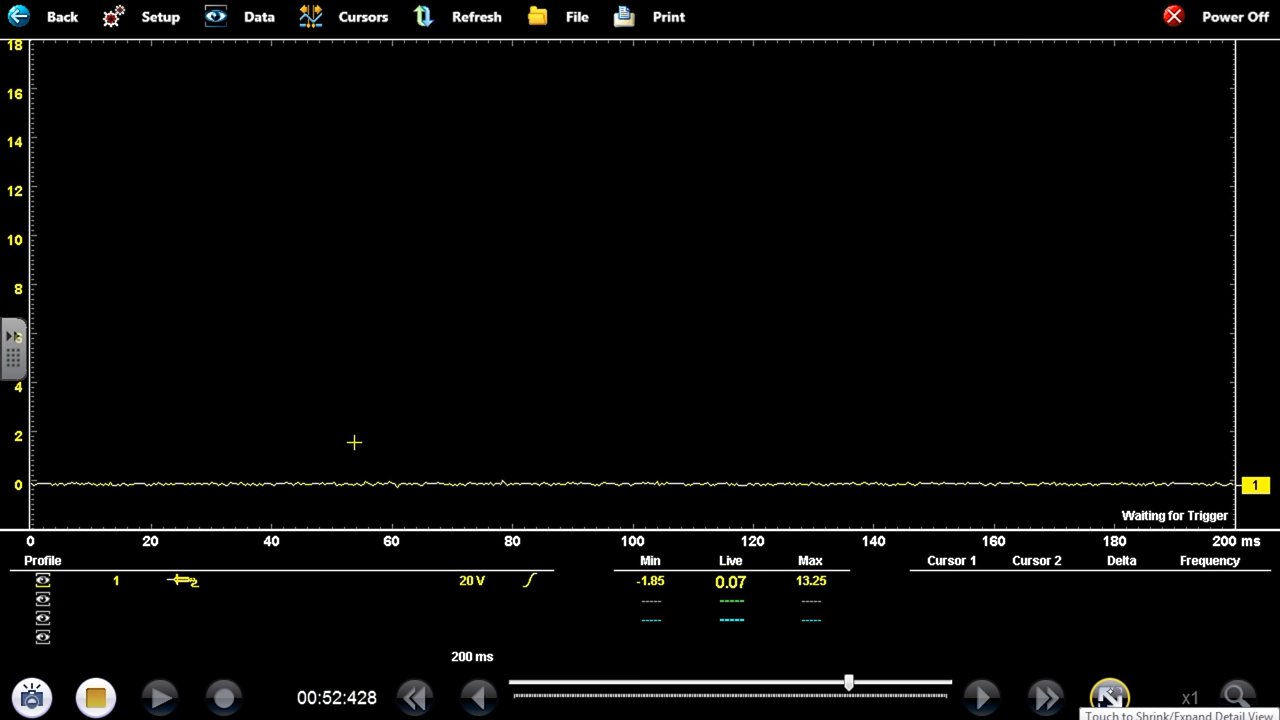 Back Setup Data Cursors Refresh File Print Power Off
18
16
14
12
10
8
6
4
2
0
1
Waiting for Trigger
0 20 40 60 80 100 120 140 160 180 200 ms
Profile Min Live Max Cursor 1 Cursor 2 Delta Frequency
1 20 V -1.85 0.07 13.25
----- ----- -----
----- ----- -----
200 ms
00:52:428 x1
Touch to Shrink/Expand Detail View